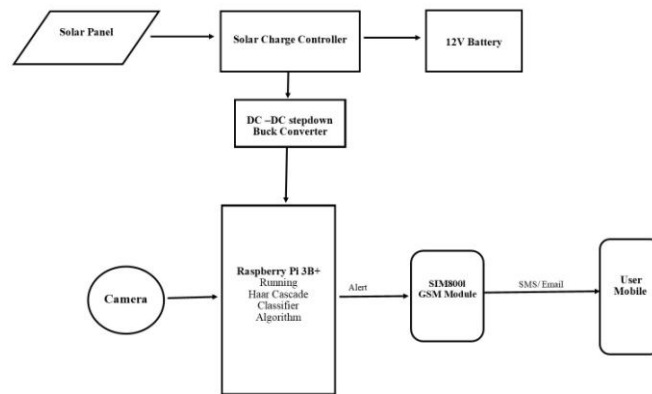 Solar Panel
Solar Charge Controller
12V Battery
DC –DC stepdown
Buck Converter
Raspberry Pi 3B+
Running
Haar Cascade
Classifier
Algorithm
Camera
Alert
SIM800l
GSM Module
SMS/ Email
User
Mobile